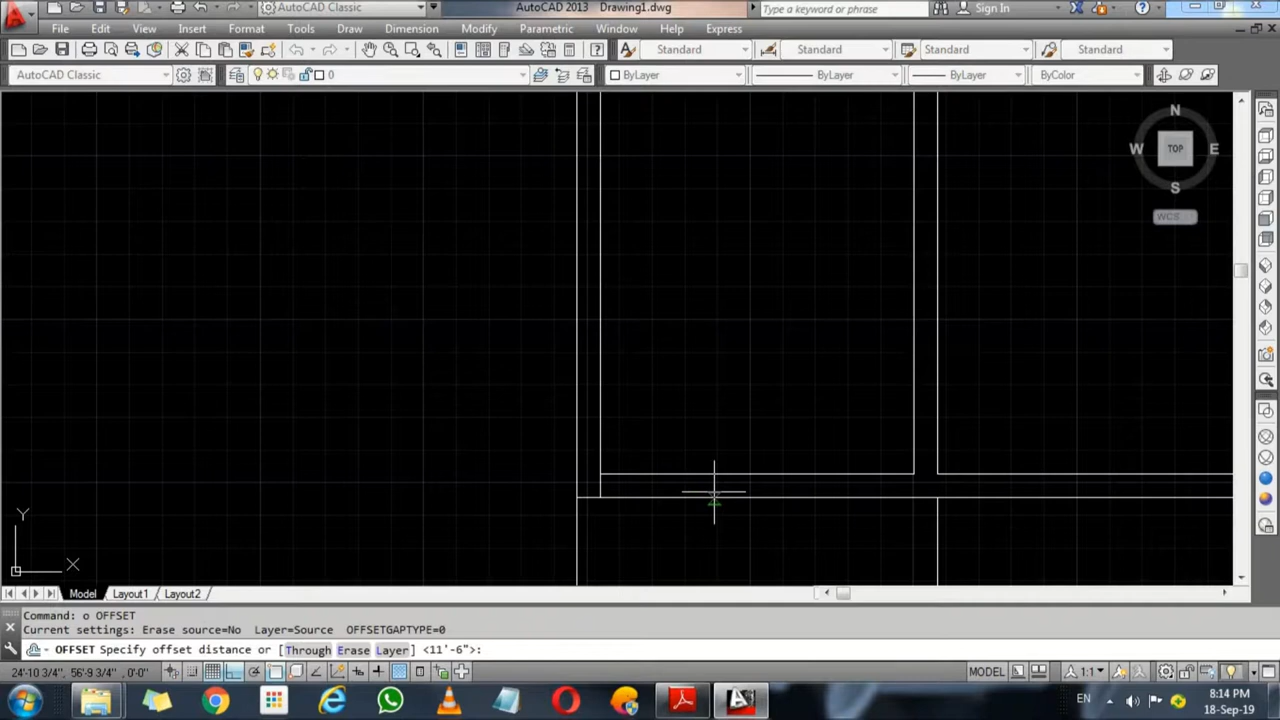 AutoCAD Classic
AutoCAD 2013 Drawing1.dwg
Type a keyword or phrase
Sign In
File Edit View Insert Format Tools Draw Dimension Modify Parametric Window Help Express
Standard Standard Standard Standard
AutoCAD Classic 0 ByLayer ByLayer ByLayer ByColor
N
W TOP E
S
WCS
Y
X
Model Layout1 Layout2
Command: o OFFSET
Current settings: Erase source=No Layer=Source OFFSETGAPTYPE=0
OFFSET Specify offset distance or [Through Erase Layer] <11'-6">:
24'-10 3/4", 56'-9 3/4", 0'-0" MODEL 1:1
EN 8:14 PM
18-Sep-19